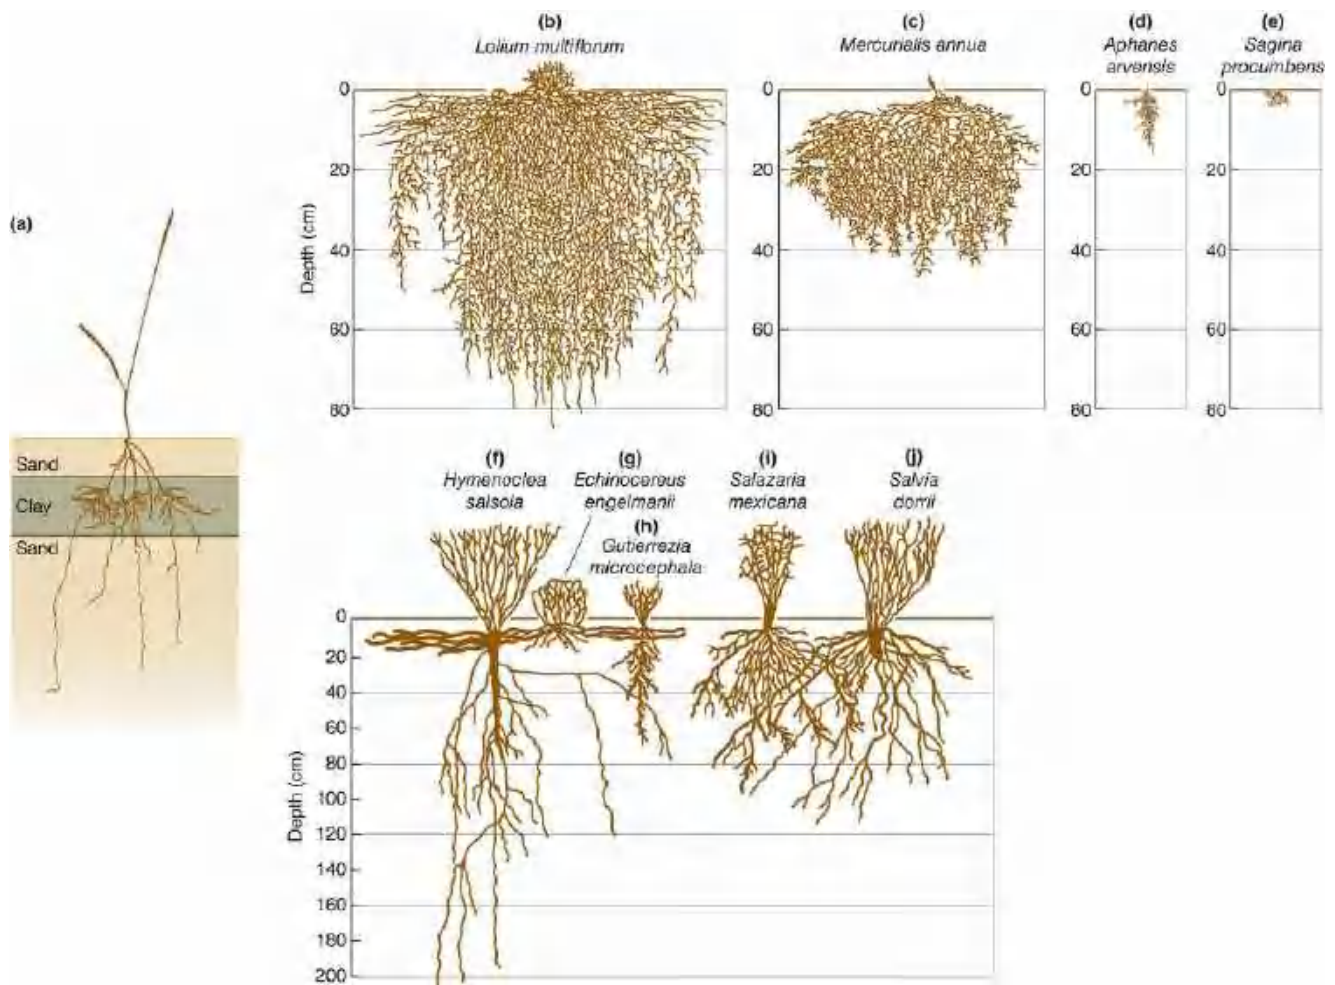 (a)
Sand
Clay
Sand
(b)
Lolium multiflorum
0
20
40
60
80
Depth (cm)
(c)
Mercurialis annua
0
20
40
60
80
(d)
Aphanes
arvensis
0
20
40
60
80
(e)
Sagina
procumbens
0
20
40
60
80
(f)
Hymenoclea
salsola
(g)
Echinocereus
engelmanii
(h)
Gutierrezia
microcephala
(i)
Salazaria
mexicana
(j)
Salvia
dorrii
0
20
40
60
80
100
120
140
160
180
200
Depth (cm)